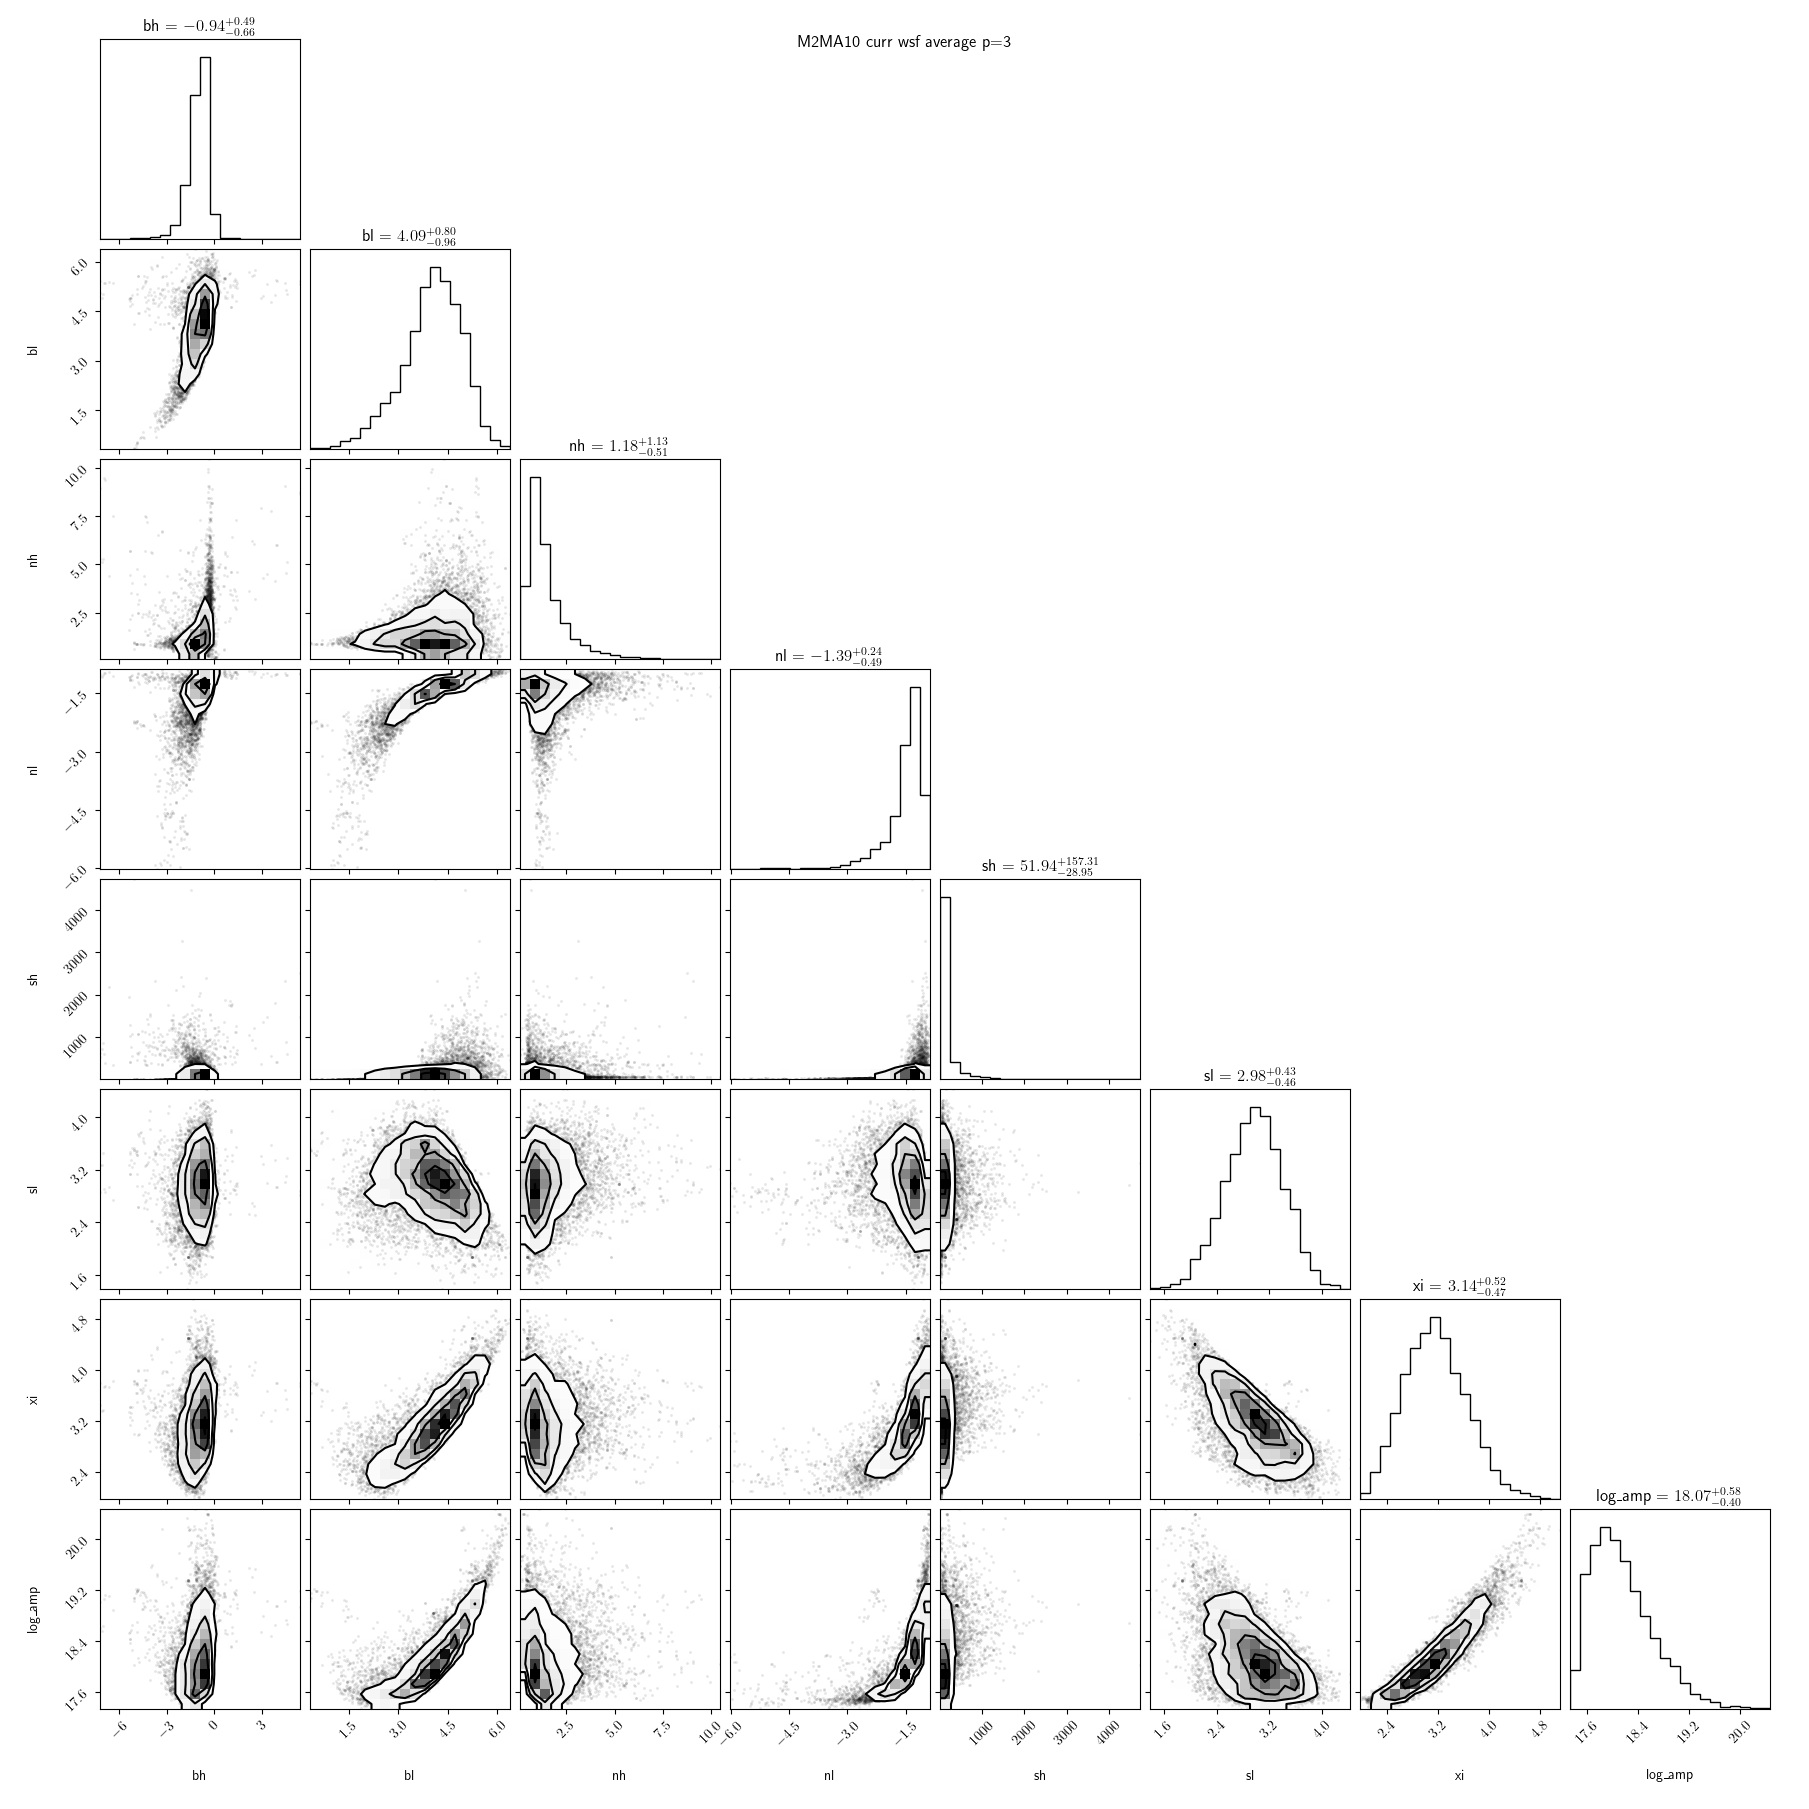 M2MA10 curr wsf average p=3
bh = −0.94 +0.49 −0.66
bl = 4.09 +0.80 −0.96
nh = 1.18 +1.13 −0.51
nl = −1.39 +0.24 −0.49
sh = 51.94 +157.31 −28.95
sl = 2.98 +0.43 −0.46
xi = 3.14 +0.52 −0.47
log_amp = 18.07 +0.58 −0.40
bl
6.0
4.5
3.0
1.5
nh
10.0
7.5
5.0
2.5
nl
−1.5
−3.0
−4.5
−6.0
sh
4000
3000
2000
1000
sl
4.0
3.2
2.4
1.6
xi
4.8
4.0
3.2
2.4
log_amp
20.0
19.2
18.4
17.6
−6 −3 0 3
1.5 3.0 4.5 6.0
2.5 5.0 7.5 10.0
−6.0 −4.5 −3.0 −1.5
1000 2000 3000 4000
1.6 2.4 3.2 4.0
2.4 3.2 4.0 4.8
17.6 18.4 19.2 20.0
bh bl nh nl sh sl xi log_amp